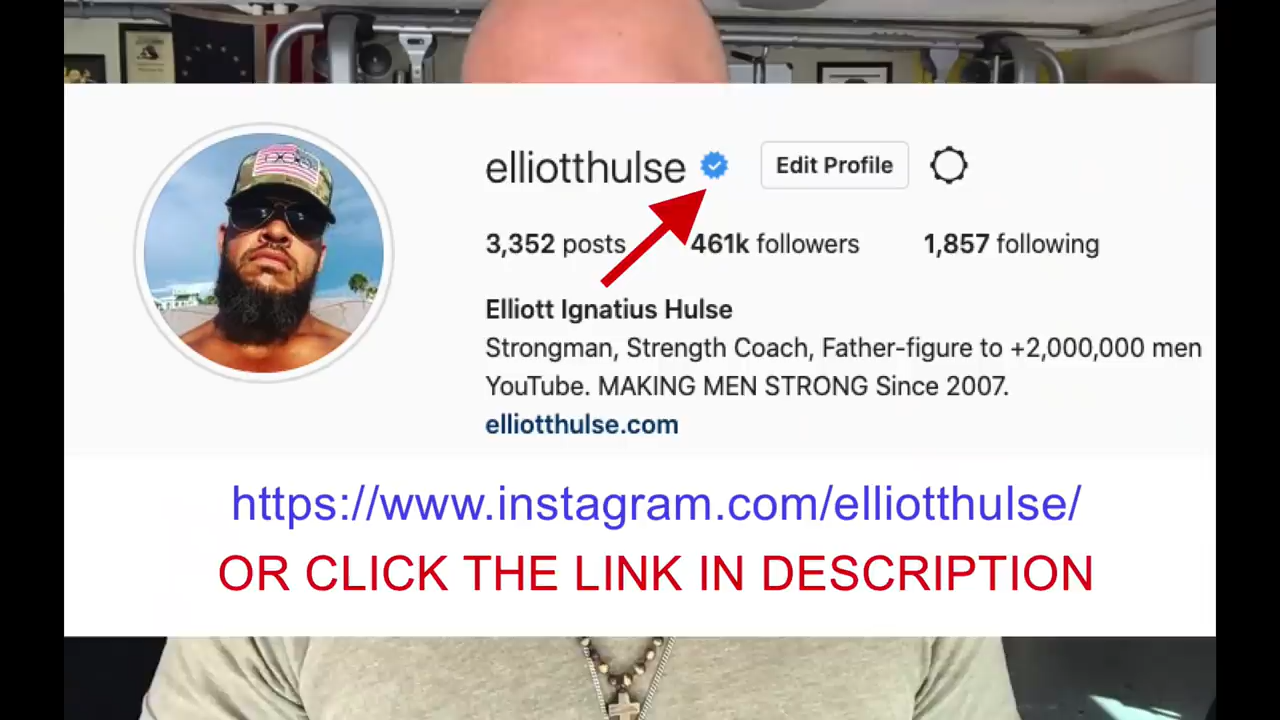 elliotthulse Edit Profile
3,352 posts 461k followers 1,857 following
Elliott Ignatius Hulse
Strongman, Strength Coach, Father-figure to +2,000,000 men
YouTube. MAKING MEN STRONG Since 2007.
elliotthulse.com
https://www.instagram.com/elliotthulse/
OR CLICK THE LINK IN DESCRIPTION